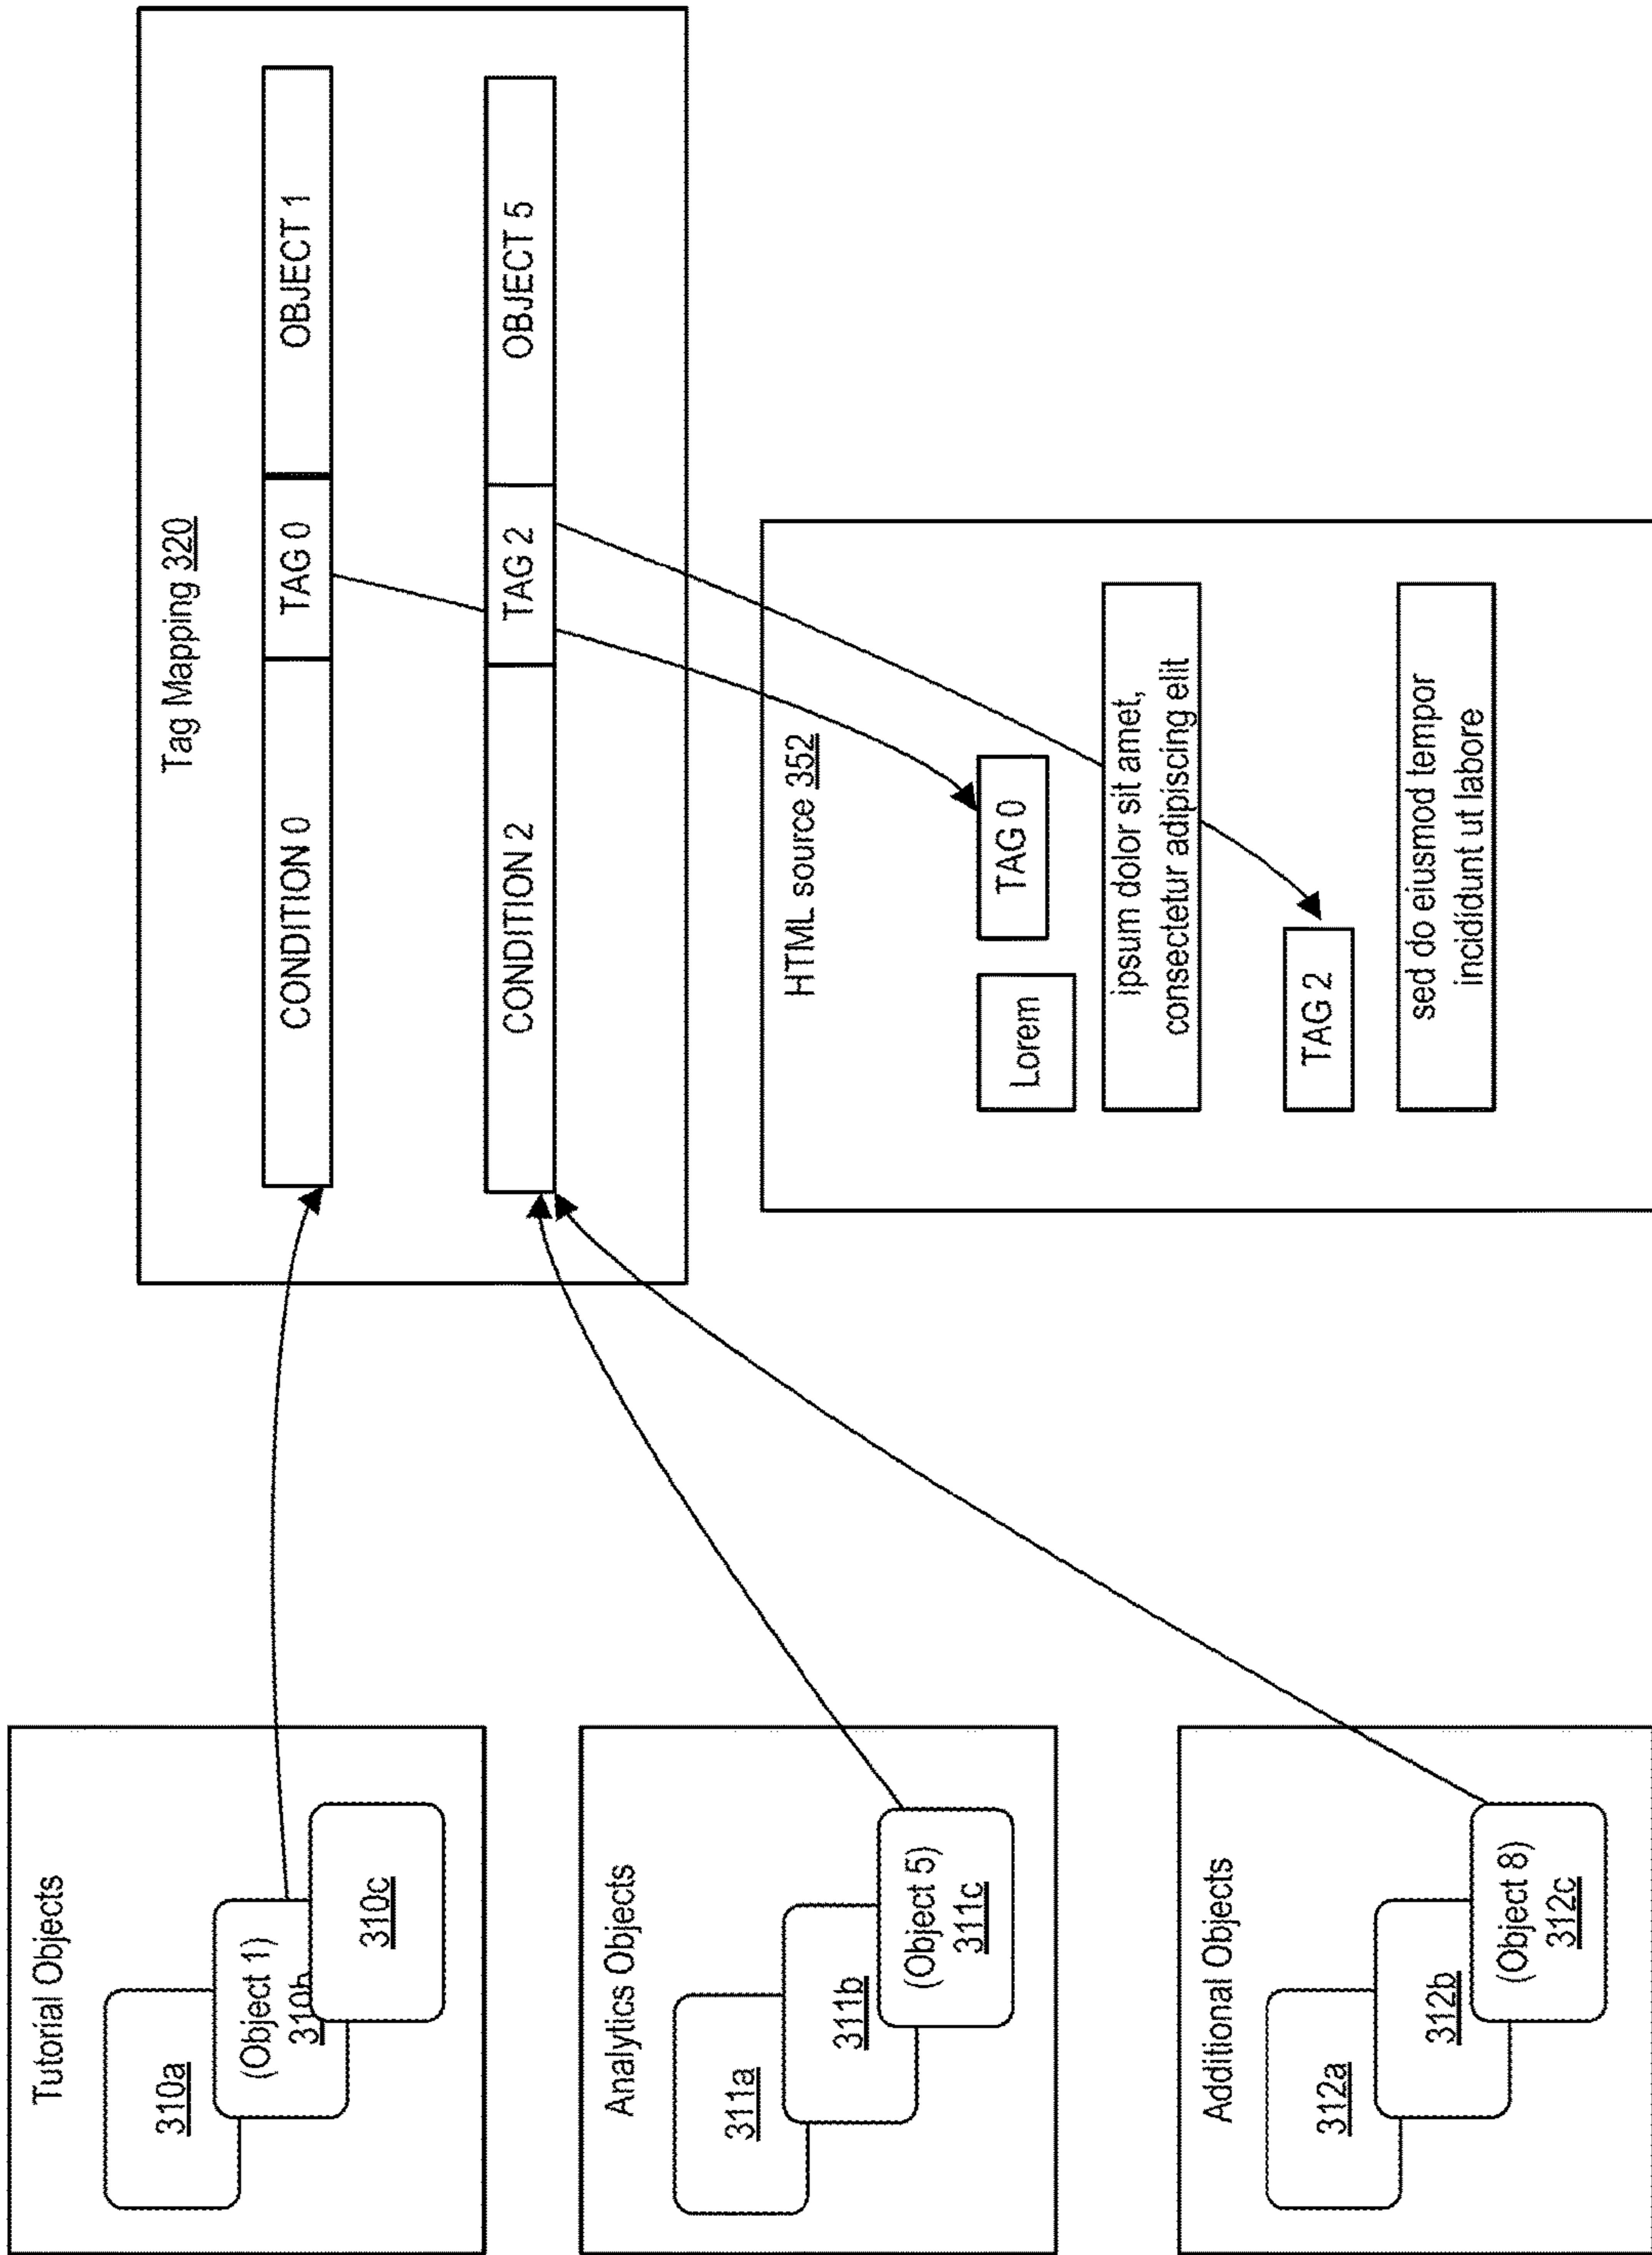 Tutorial Objects
310a
(Object 1)
310b
310c
Analytics Objects
311a
311b
(Object 5)
311c
Additional Objects
312a
312b
(Object 8)
312c
Tag Mapping 320
CONDITION 0
TAG 0
OBJECT 1
CONDITION 2
TAG 2
OBJECT 5
HTML source 352
Lorem
TAG 0
ipsum dolor sit amet,
consectetur adipiscing elit
TAG 2
sed do eiusmod tempor
incididunt ut labore